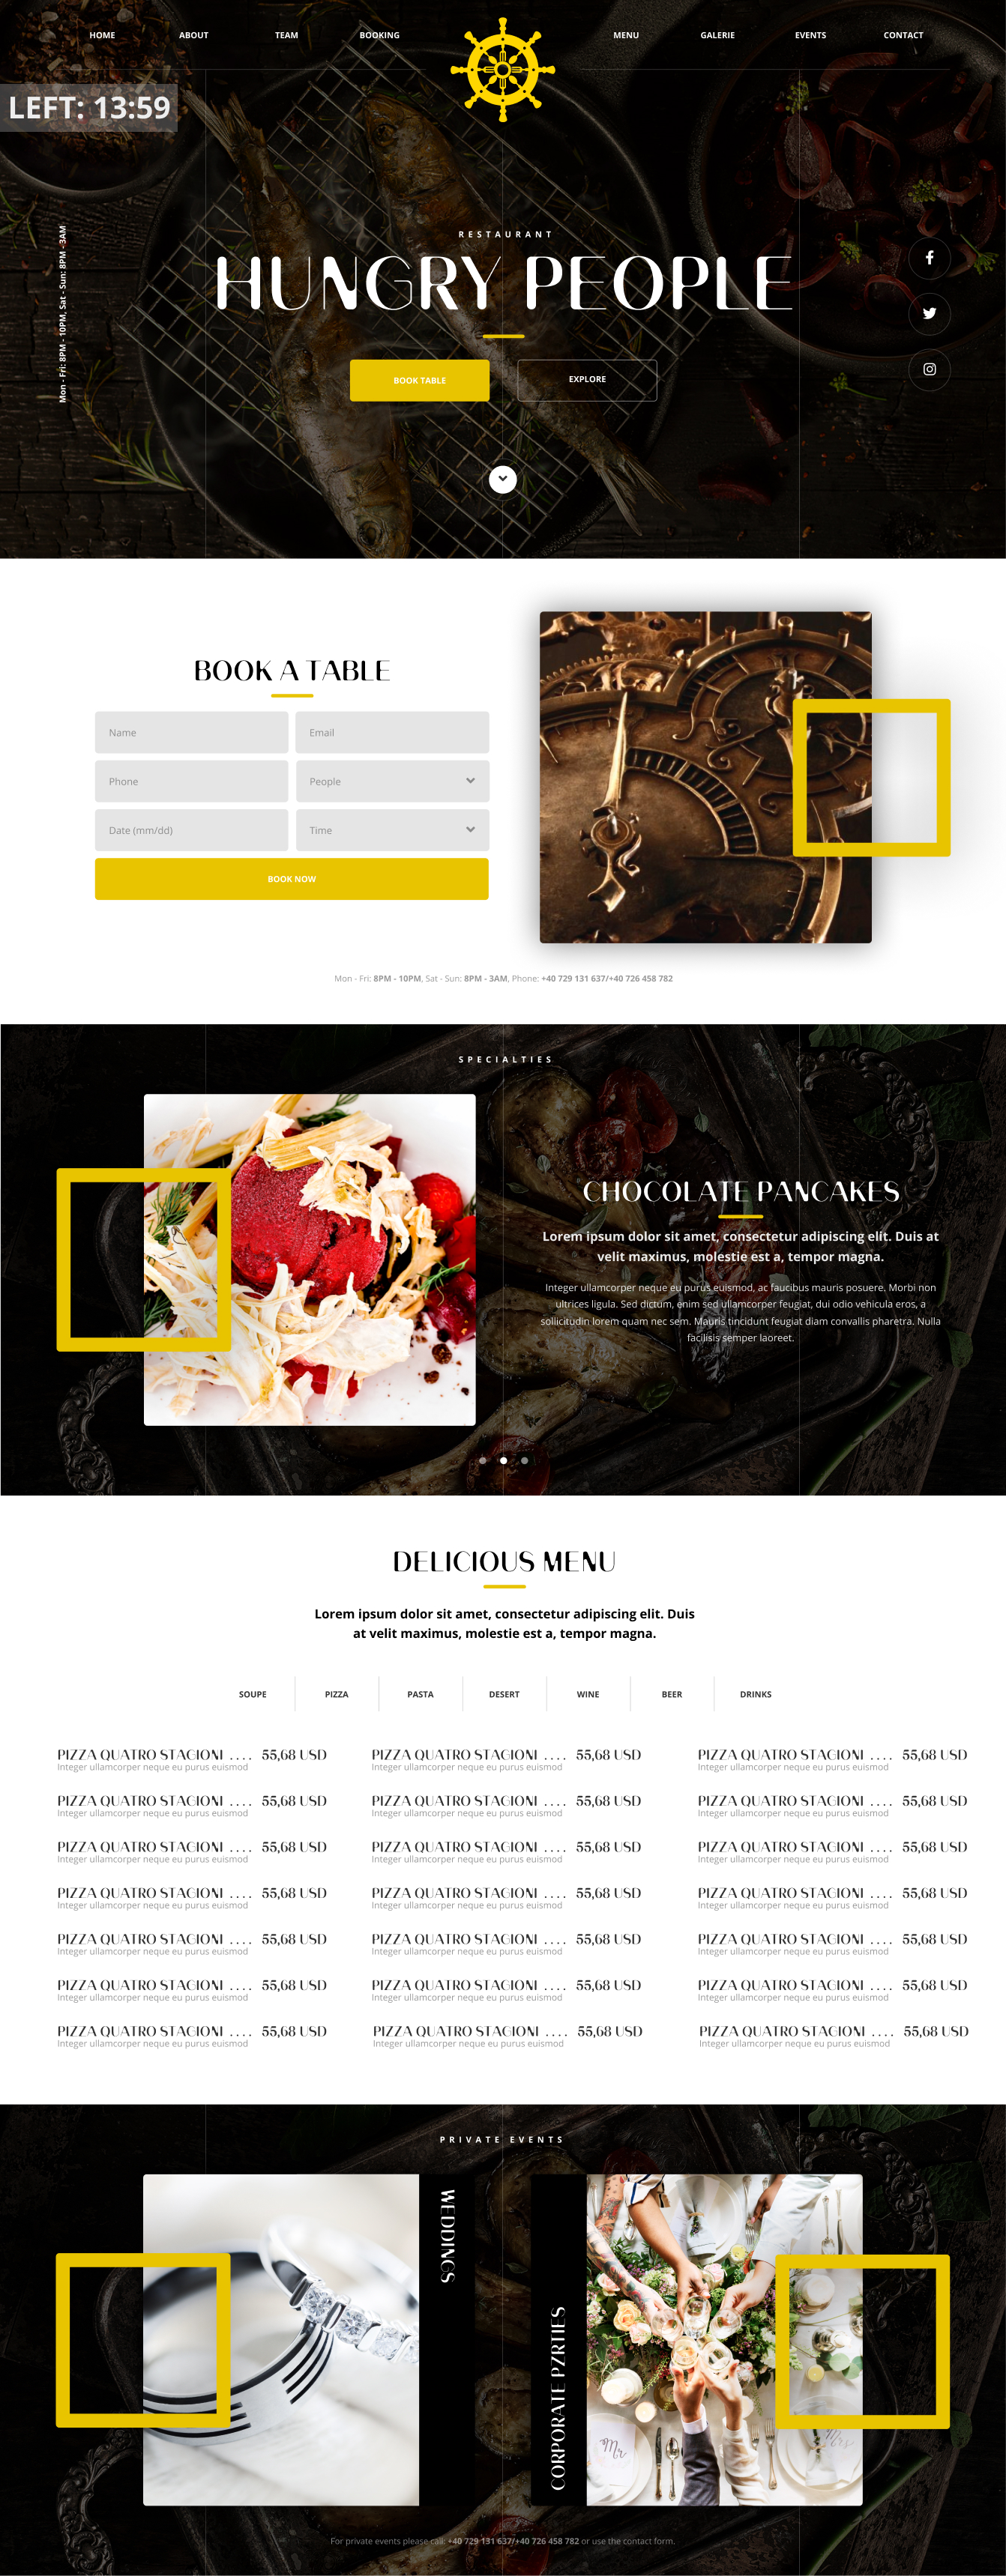 HOME ABOUT TEAM BOOKING MENU GALERIE EVENTS CONTACT
LEFT: 13:59
Mon - Fri: 8PM - 10PM, Sat - Sun: 8PM - 3AM
RESTAURANT
HUNGRY PEOPLE
BOOK TABLE EXPLORE
BOOK A TABLE
Name Email
Phone People
Date (mm/dd) Time
BOOK NOW
Mon - Fri: 8PM - 10PM, Sat - Sun: 8PM - 3AM, Phone: +40 729 131 637/+40 726 458 782
SPECIALTIES
CHOCOLATE PANCAKES
Lorem ipsum dolor sit amet, consectetur adipiscing elit. Duis at
velit maximus, molestie est a, tempor magna.
Integer ullamcorper neque eu purus euismod, ac faucibus mauris posuere. Morbi non
ultrices ligula. Sed dictum, enim sed ullamcorper feugiat, dui odio vehicula eros, a
sollicitudin lorem quam nec sem. Mauris tincidunt feugiat diam convallis pharetra. Nulla
facilisis semper laoreet.
DELICIOUS MENU
Lorem ipsum dolor sit amet, consectetur adipiscing elit. Duis
at velit maximus, molestie est a, tempor magna.
SOUPE PIZZA PASTA DESERT WINE BEER DRINKS
PIZZA QUATRO STAGIONI .... 55,68 USD PIZZA QUATRO STAGIONI .... 55,68 USD PIZZA QUATRO STAGIONI .... 55,68 USD
Integer ullamcorper neque eu purus euismod Integer ullamcorper neque eu purus euismod Integer ullamcorper neque eu purus euismod
PIZZA QUATRO STAGIONI .... 55,68 USD PIZZA QUATRO STAGIONI .... 55,68 USD PIZZA QUATRO STAGIONI .... 55,68 USD
Integer ullamcorper neque eu purus euismod Integer ullamcorper neque eu purus euismod Integer ullamcorper neque eu purus euismod
PIZZA QUATRO STAGIONI .... 55,68 USD PIZZA QUATRO STAGIONI .... 55,68 USD PIZZA QUATRO STAGIONI .... 55,68 USD
Integer ullamcorper neque eu purus euismod Integer ullamcorper neque eu purus euismod Integer ullamcorper neque eu purus euismod
PIZZA QUATRO STAGIONI .... 55,68 USD PIZZA QUATRO STAGIONI .... 55,68 USD PIZZA QUATRO STAGIONI .... 55,68 USD
Integer ullamcorper neque eu purus euismod Integer ullamcorper neque eu purus euismod Integer ullamcorper neque eu purus euismod
PIZZA QUATRO STAGIONI .... 55,68 USD PIZZA QUATRO STAGIONI .... 55,68 USD PIZZA QUATRO STAGIONI .... 55,68 USD
Integer ullamcorper neque eu purus euismod Integer ullamcorper neque eu purus euismod Integer ullamcorper neque eu purus euismod
PIZZA QUATRO STAGIONI .... 55,68 USD PIZZA QUATRO STAGIONI .... 55,68 USD PIZZA QUATRO STAGIONI .... 55,68 USD
Integer ullamcorper neque eu purus euismod Integer ullamcorper neque eu purus euismod Integer ullamcorper neque eu purus euismod
PIZZA QUATRO STAGIONI .... 55,68 USD PIZZA QUATRO STAGIONI .... 55,68 USD PIZZA QUATRO STAGIONI .... 55,68 USD
Integer ullamcorper neque eu purus euismod Integer ullamcorper neque eu purus euismod Integer ullamcorper neque eu purus euismod
PRIVATE EVENTS
WEDDINGS
CORPORATE PZRTIES
Mr
Mrs
For private events please call: +40 729 131 637/+40 726 458 782 or use the contact form.